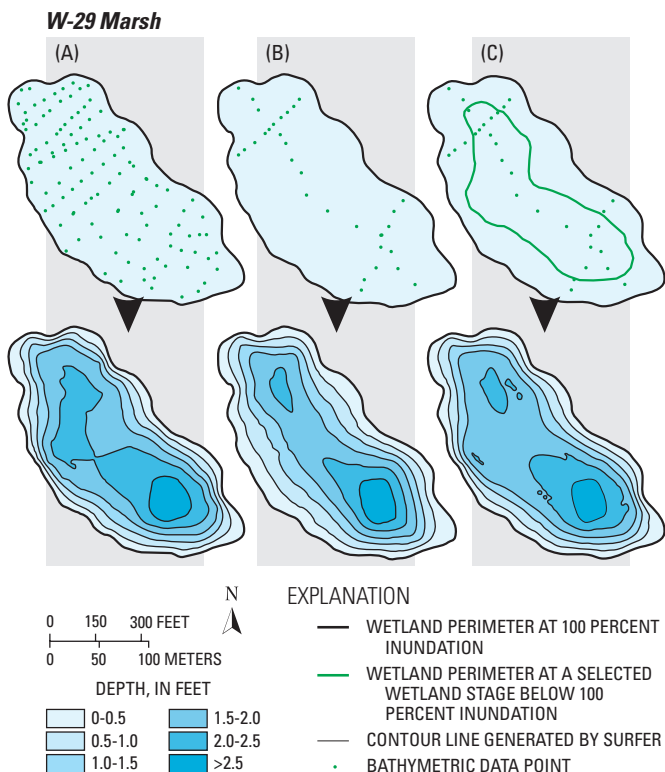 W-29 Marsh
(A) (B) (C)
N
0 150 300 FEET
0 50 100 METERS
DEPTH, IN FEET
0-0.5
0.5-1.0
1.0-1.5
1.5-2.0
2.0-2.5
>2.5
EXPLANATION
WETLAND PERIMETER AT 100 PERCENT
INUNDATION
WETLAND PERIMETER AT A SELECTED
WETLAND STAGE BELOW 100
PERCENT INUNDATION
CONTOUR LINE GENERATED BY SURFER
BATHYMETRIC DATA POINT